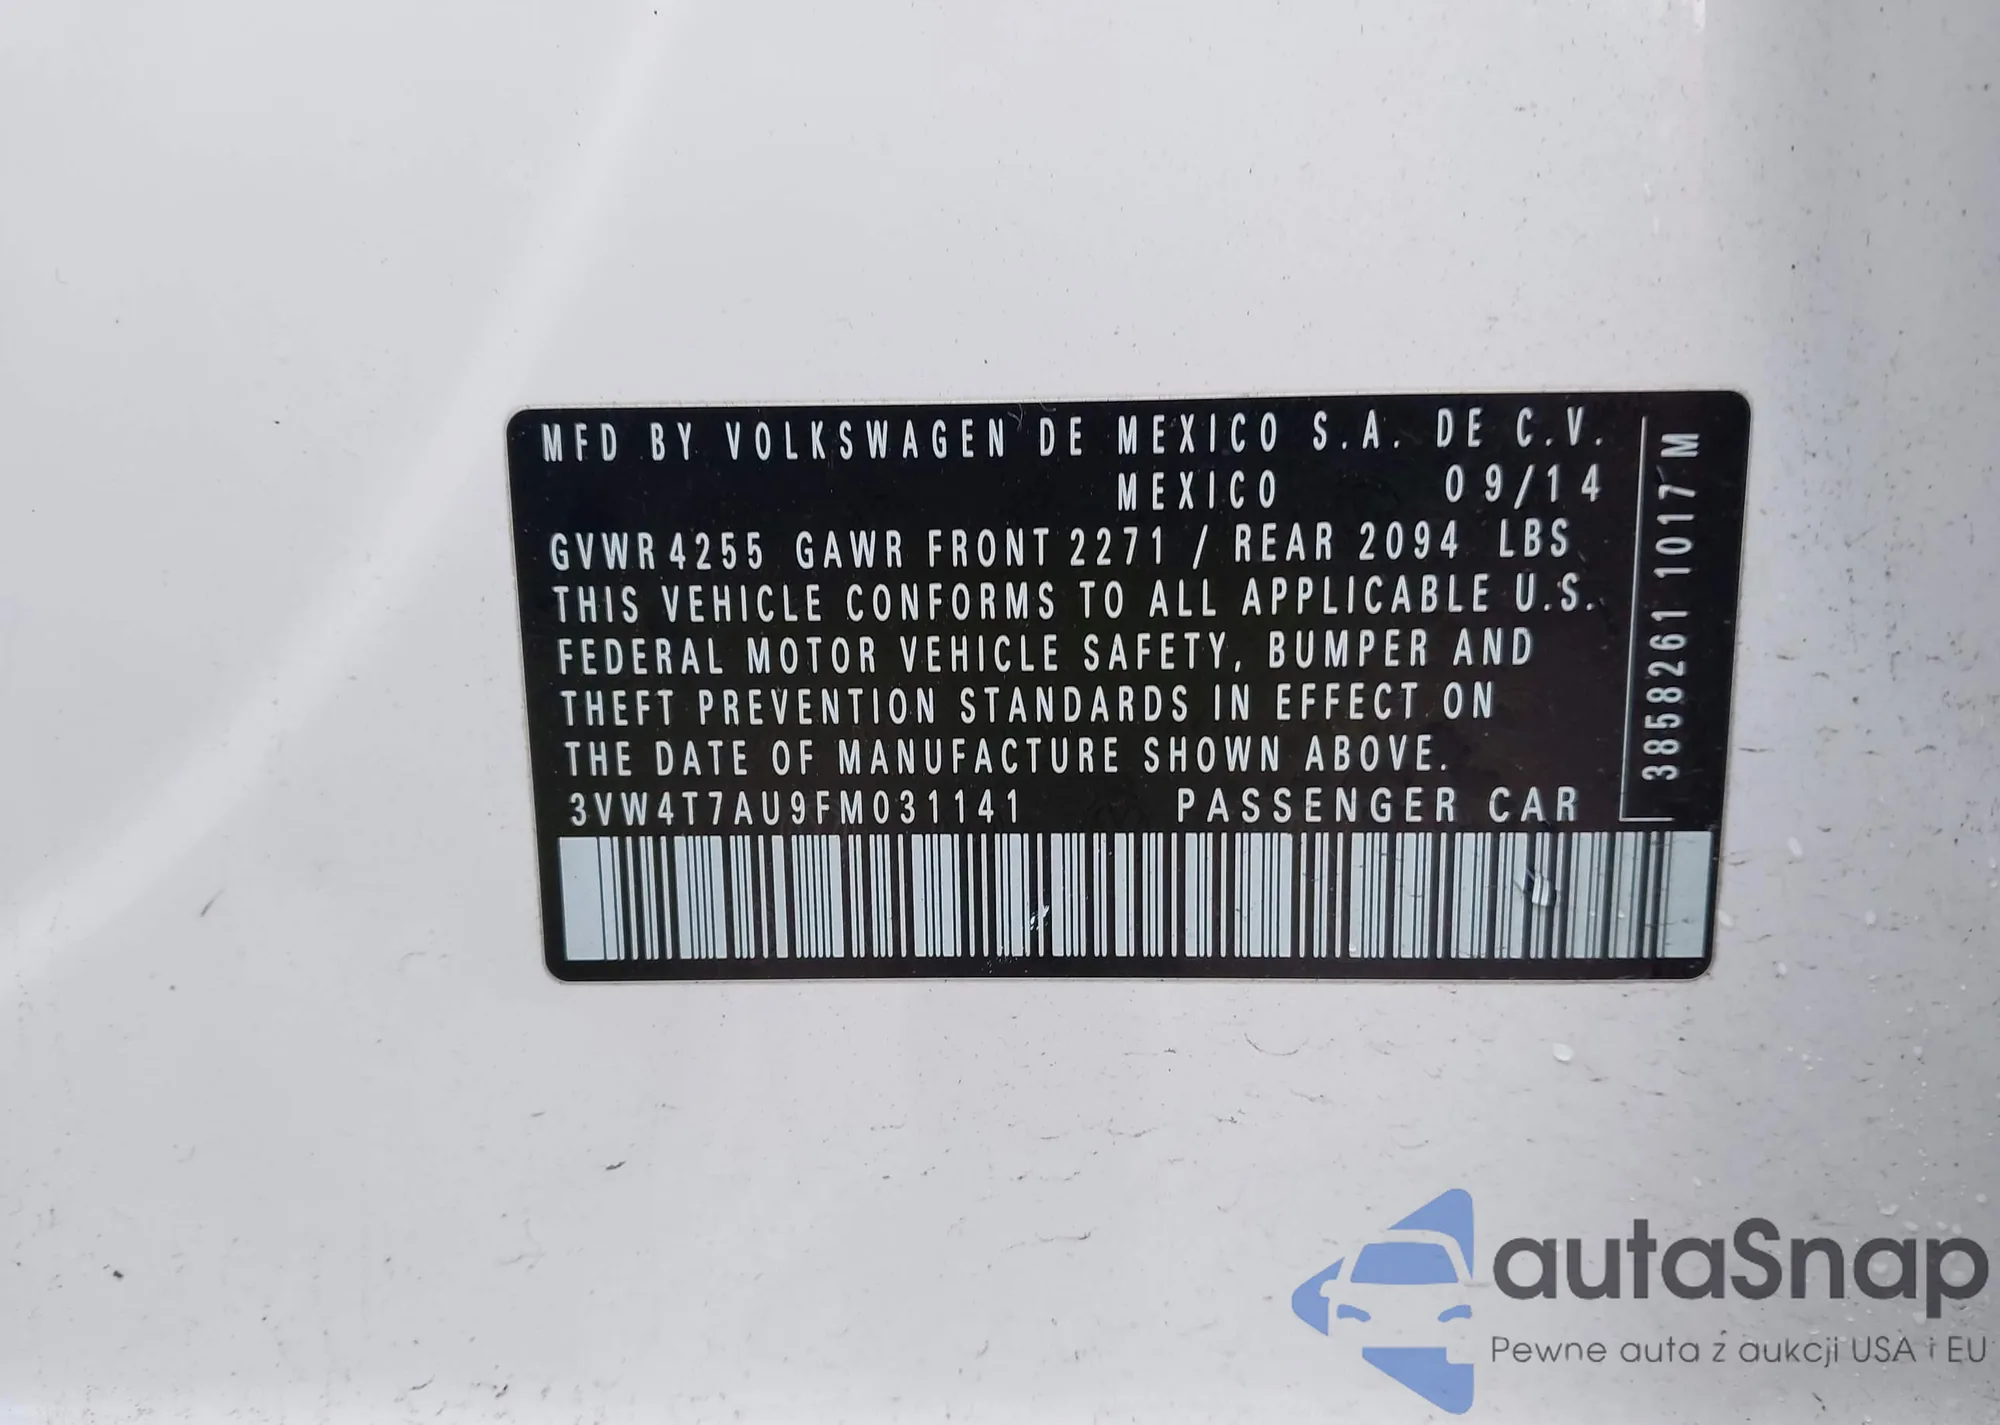 MFD BY VOLKSWAGEN DE MEXICO S.A. DE C.V.
MEXICO 09/14
GVWR 4255 GAWR FRONT 2271 / REAR 2094 LBS
THIS VEHICLE CONFORMS TO ALL APPLICABLE U.S.
FEDERAL MOTOR VEHICLE SAFETY, BUMPER AND
THEFT PREVENTION STANDARDS IN EFFECT ON
THE DATE OF MANUFACTURE SHOWN ABOVE.
3VW4T7AU9FM031141 PASSENGER CAR
3858261 1017 M
autaSnap
Pewne auta z aukcji USA i EU